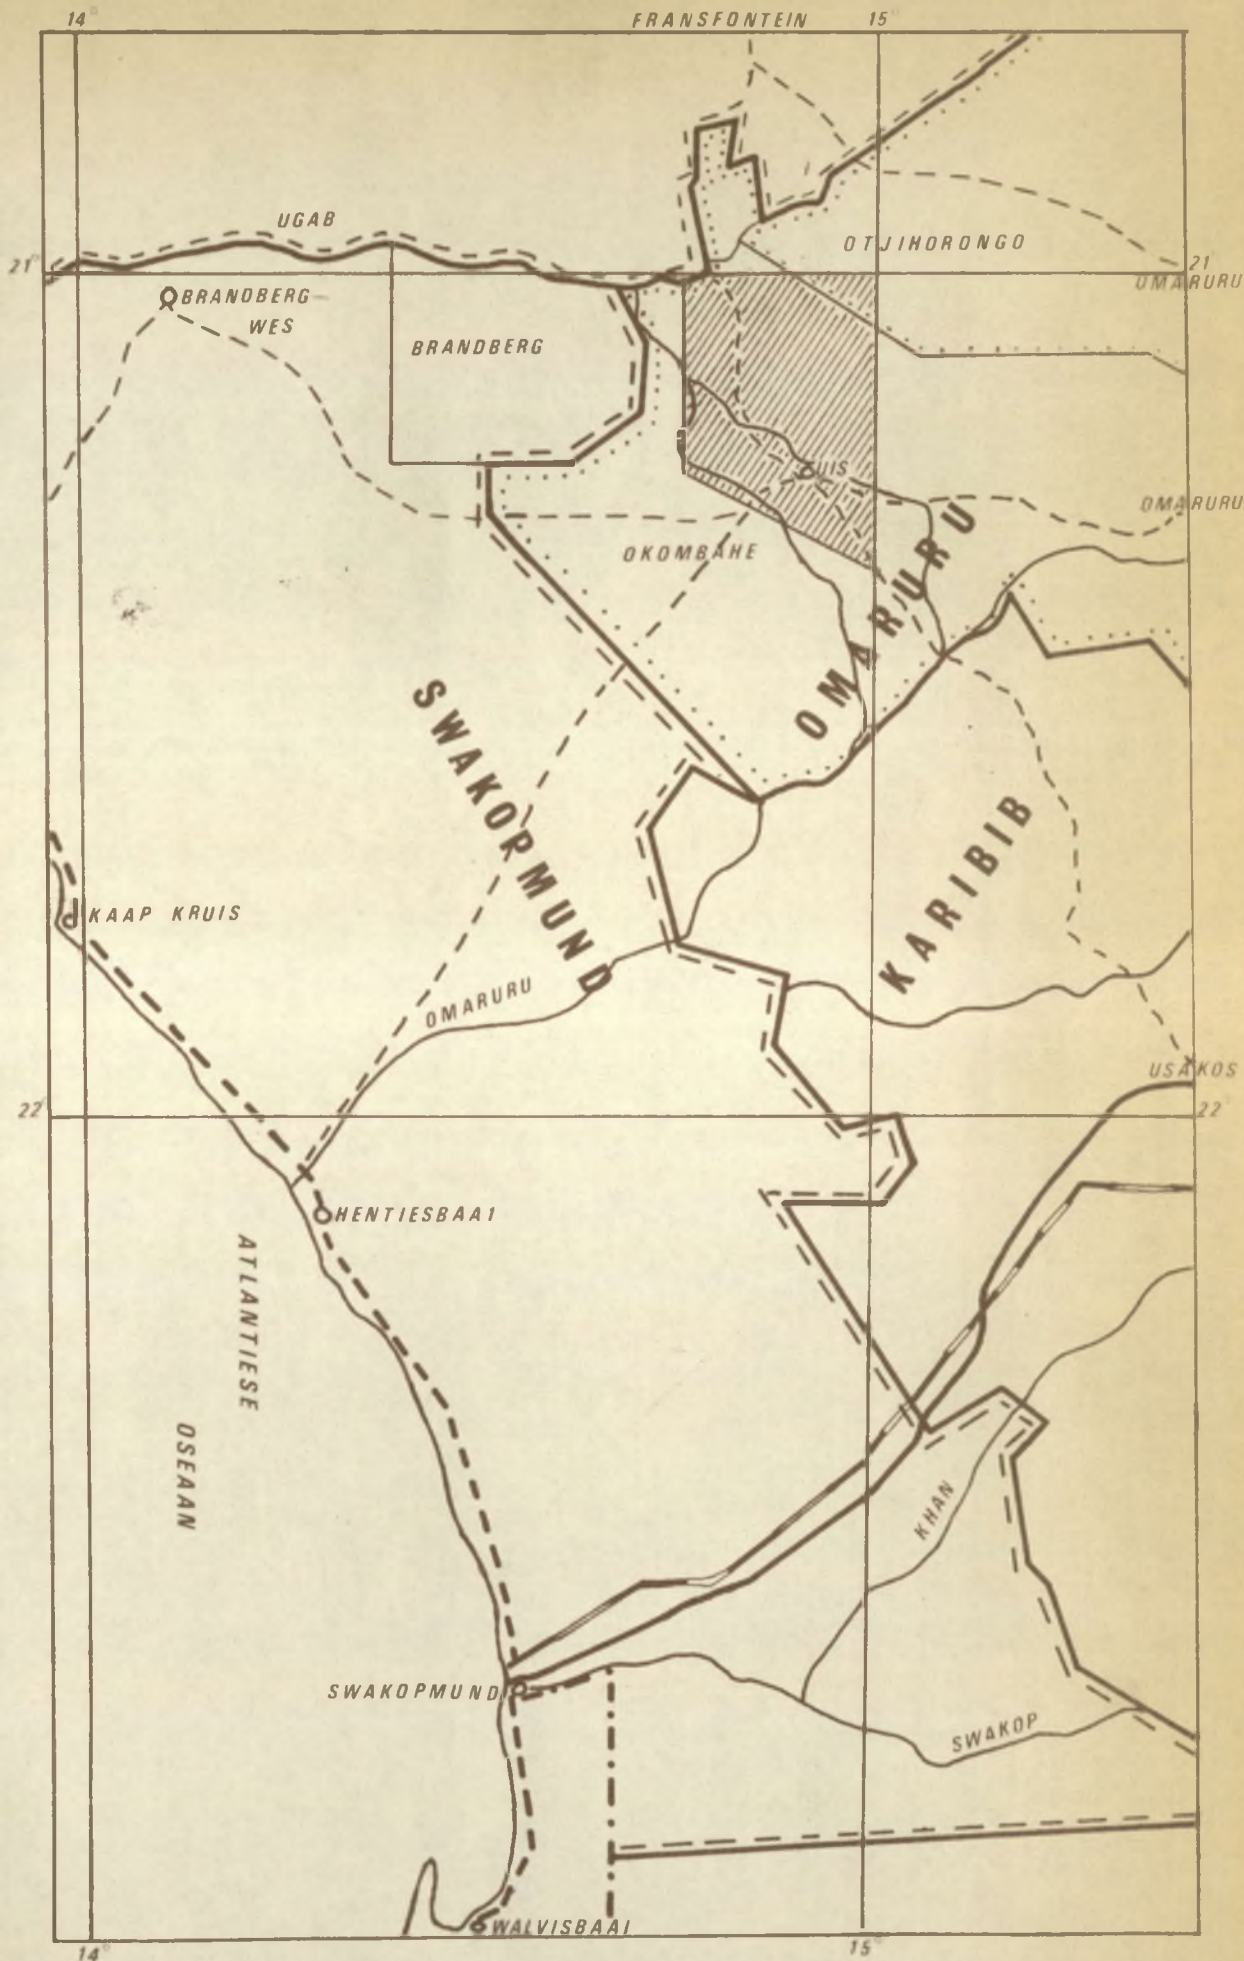 14°
FRANSFONTEIN
15°
UGAB
OTJIHORONGO
21°
21
OMARURU
BRANDBERG
WES
BRANDBERG
UIS
OMARURU
OKOMBAHE
OMARURU
SWAKOPMUND
KARIBIB
KAAP KRUIS
OMARURU
USAKOS
22°
22°
HENTIESBAAI
ATLANTIESE
OSEAAN
KHAN
SWAKOPMUND
SWAKOP
WALVISBAAI
14°
15°